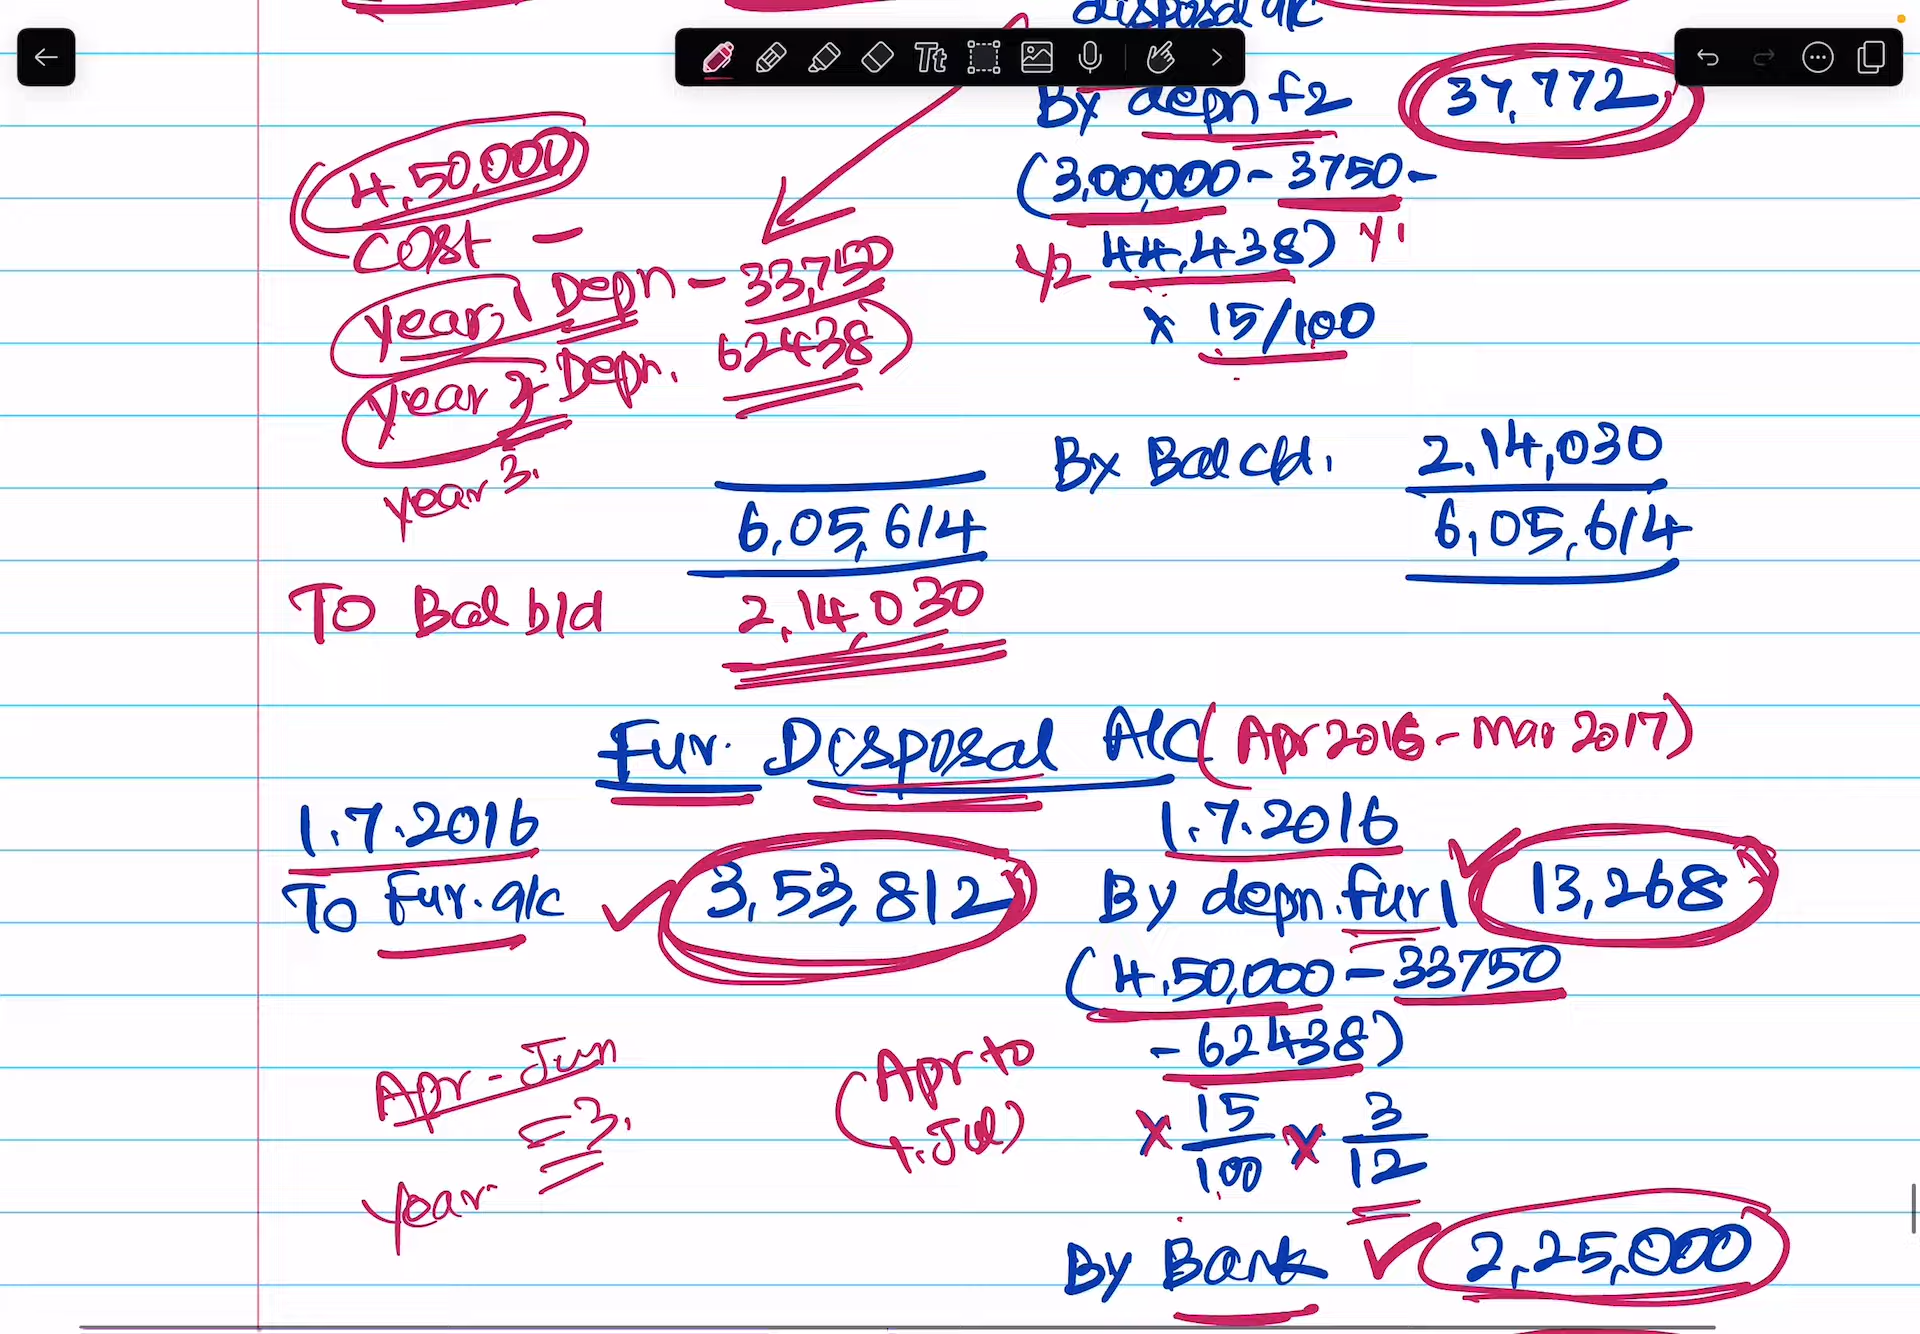 disposal a/c
Tt
By depn f2 37,772
4,50,000
(3,00,000 - 3750 -
cost -
Y2 44,438) Y1
Year 1 Depn - 33,750
x 15/100
Year 2 Depn. 62438
Year 3.
By Bal c/d. 2,14,030
6,05,614 6,05,614
To Bal b/d 2,14,030
Fur. Disposal A/C (Apr 2016 - Mar 2017)
1.7.2016 1.7.2016
To Fur. a/c 3,53,812 By depn. fur 1 13,268
(4,50,000 - 33750
- 62438)
Apr - Jun (Apr to
= 3. 1. Jul)
x 15/100 x 3/12
Year
By Bank 2,25,000